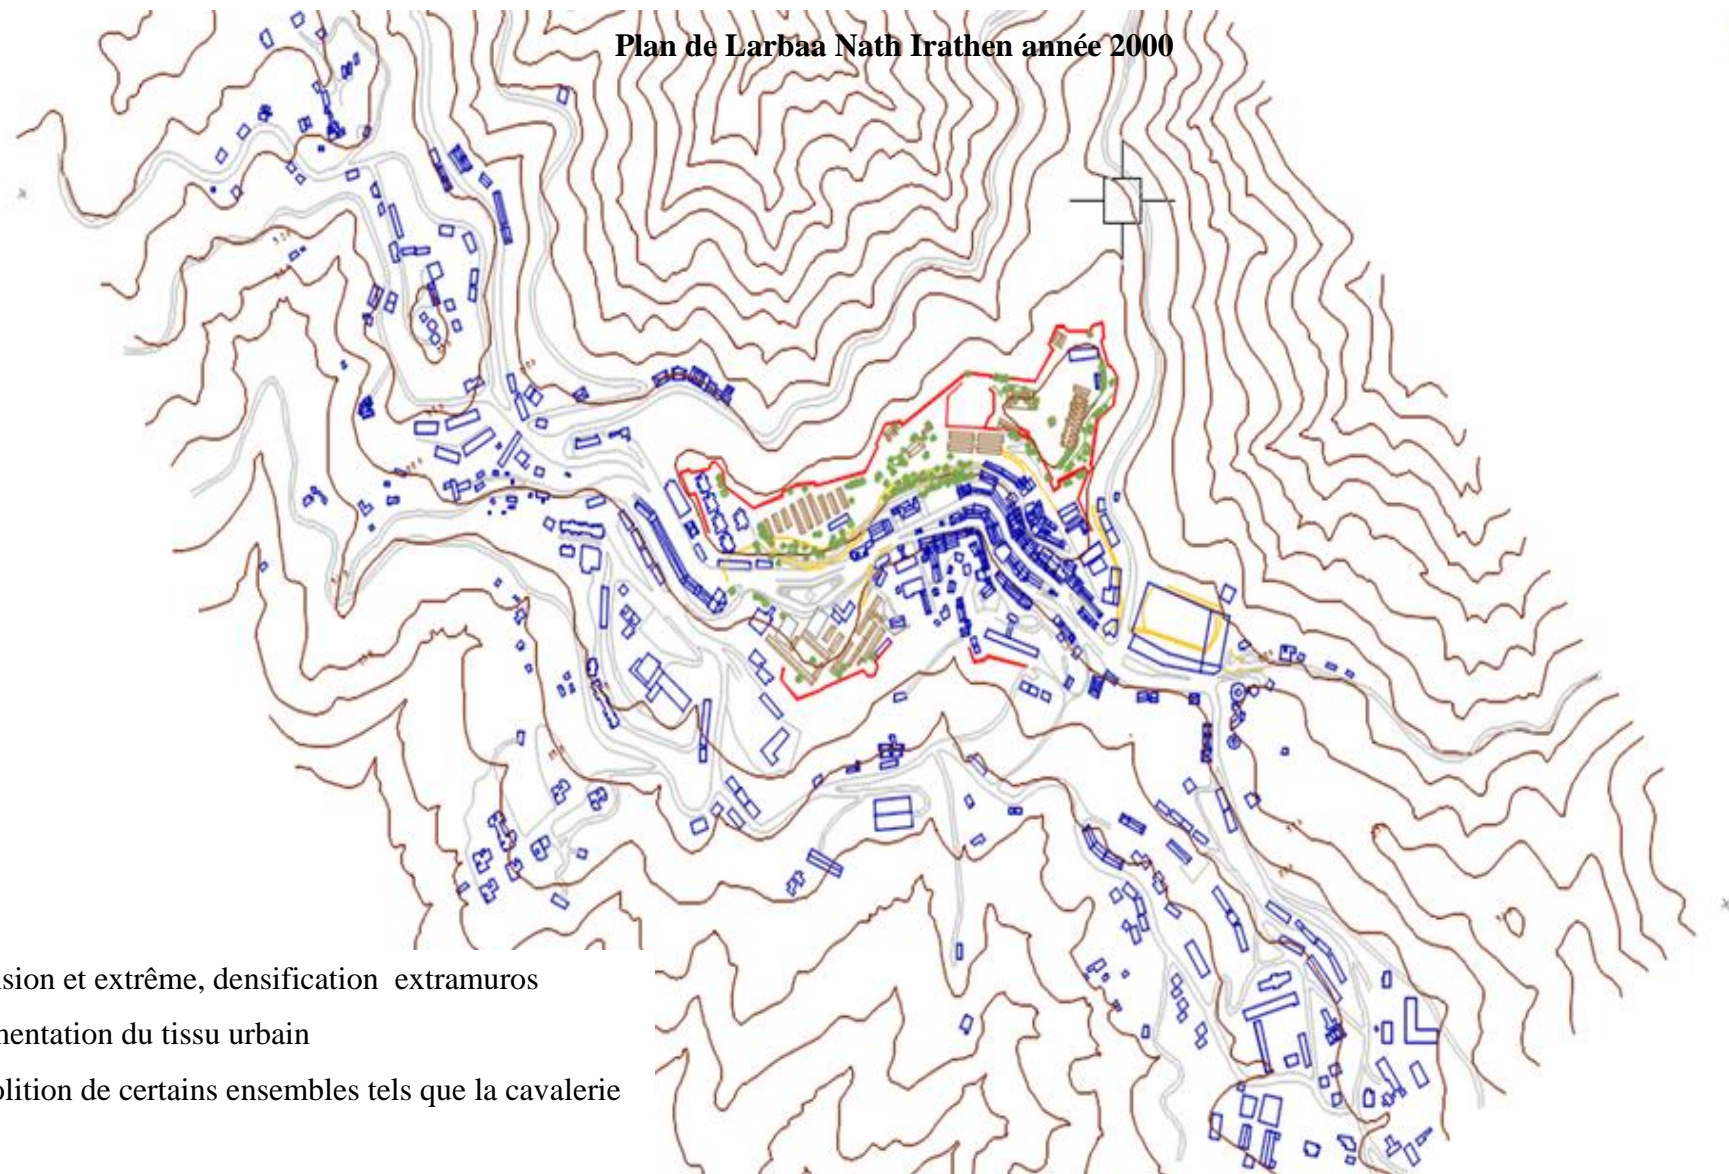 Plan de Larbaa Nath Irathen année 2000
sion et extrême, densification extramuros
nentation du tissu urbain
olition de certains ensembles tels que la cavalerie